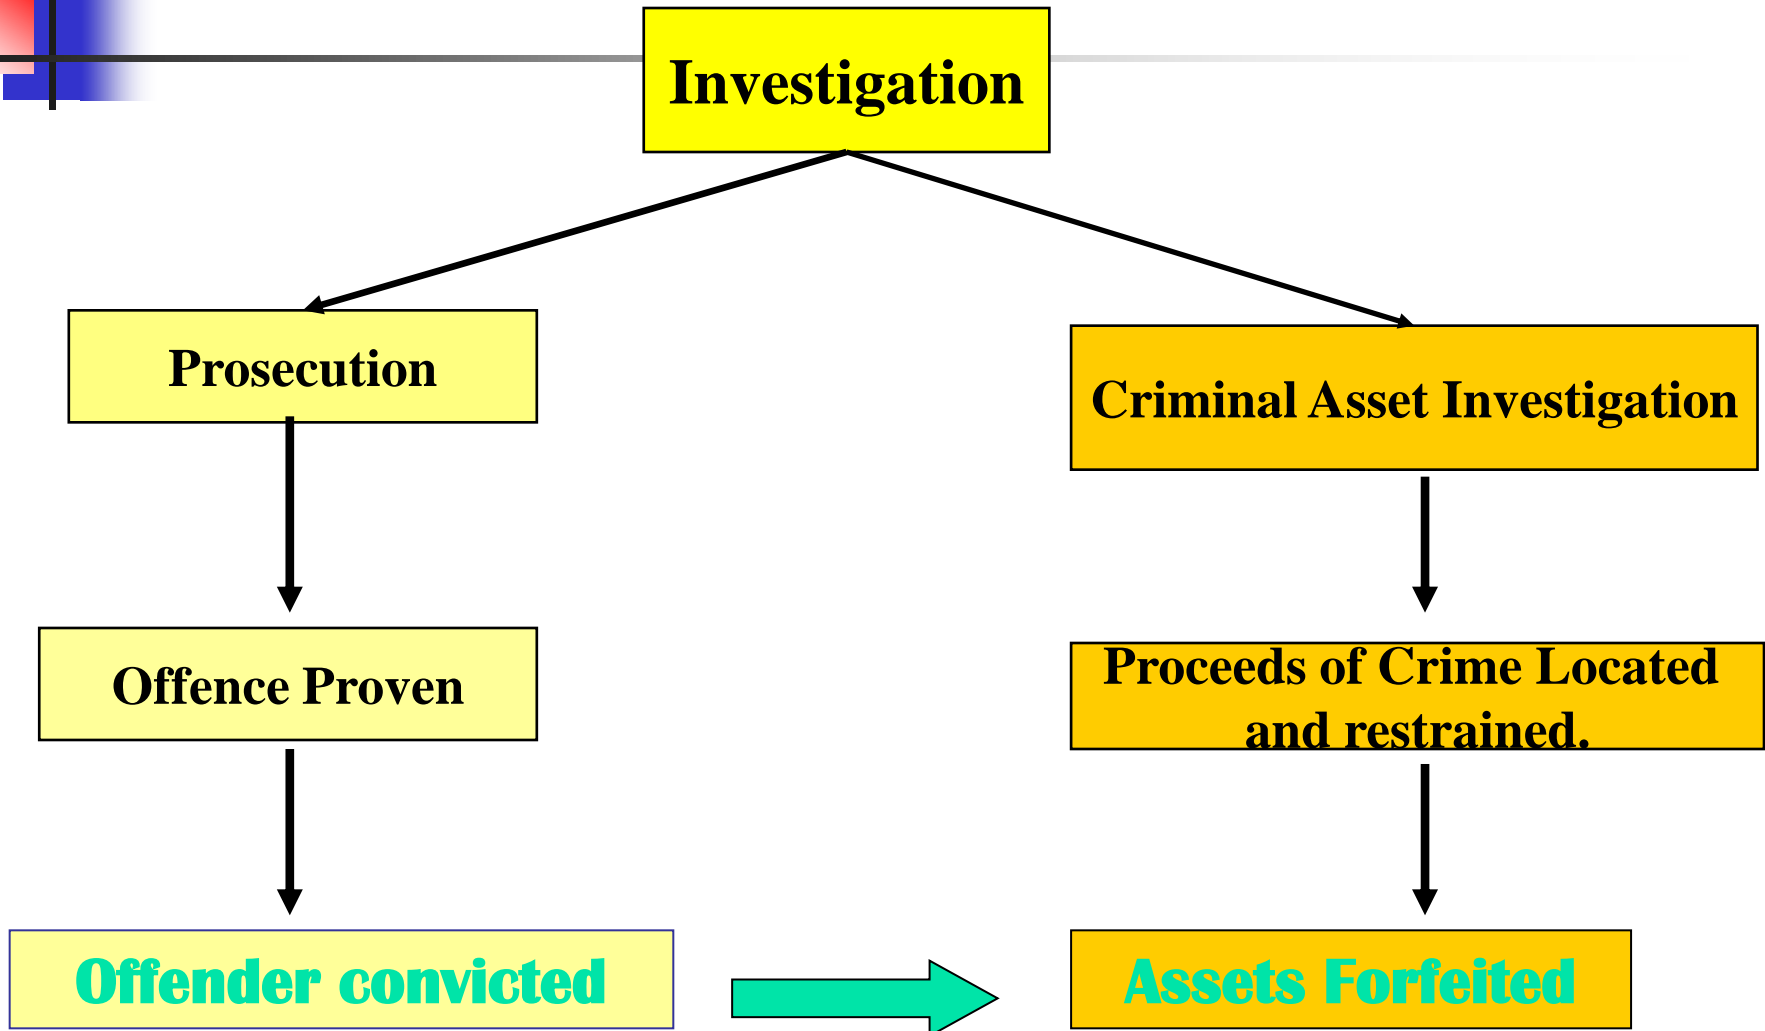 Investigation
Prosecution
Criminal Asset Investigation
Offence Proven
Proceeds of Crime Located
and restrained.
Offender convicted
Assets Forfeited